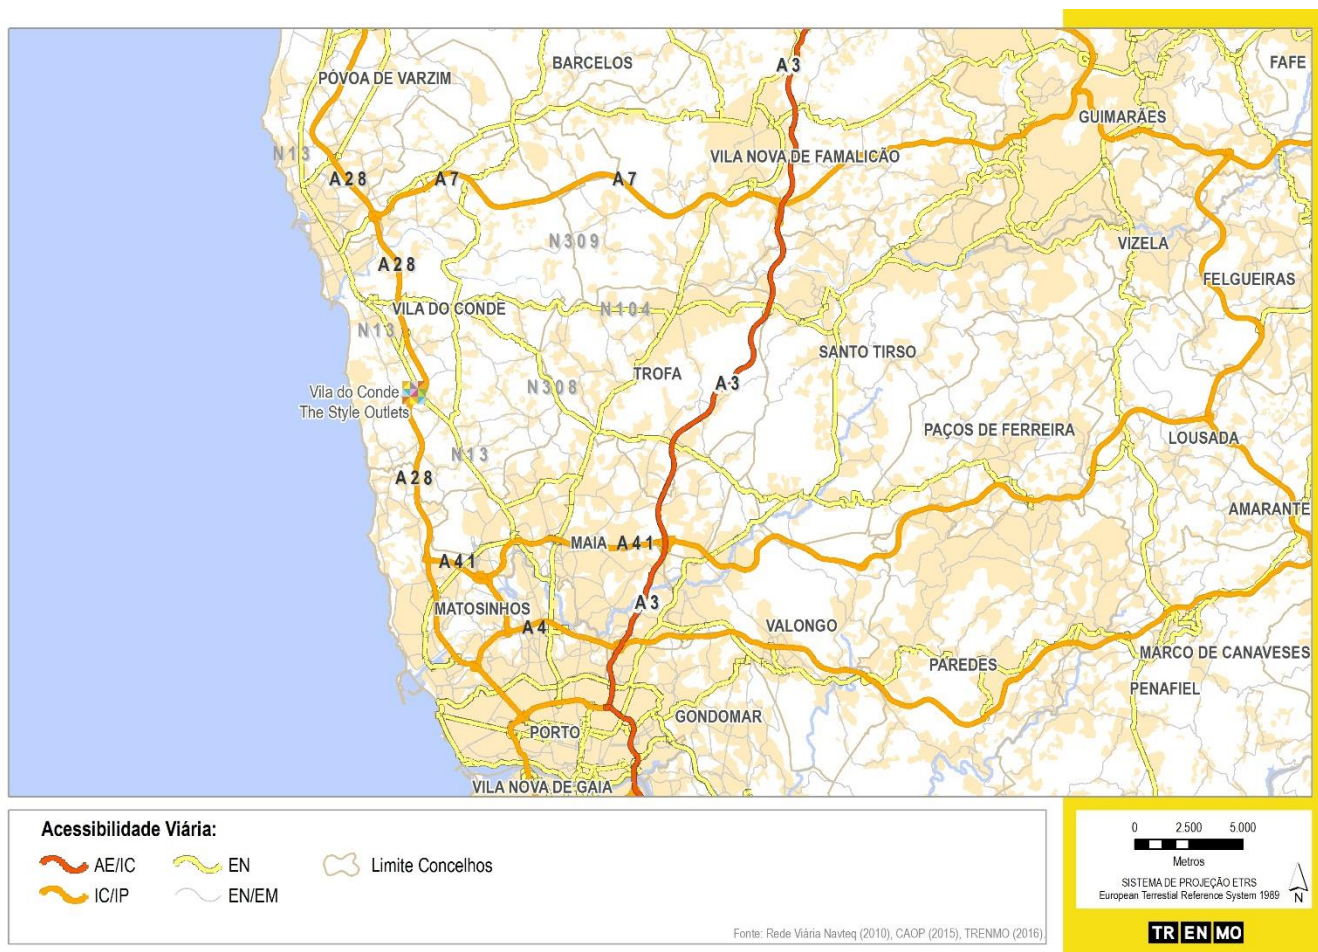 A3
BARCELOS
FAFE
PÓVOA DE VARZIM
GUIMARÃES
N13
VILA NOVA DE FAMALICÃO
A28
A7
A7
N309
VIZELA
A28
FELGUEIRAS
VILA DO CONDE
N104
N13
SANTO TIRSO
TROFA
A3
N308
Vila do Conde
The Style Outlets
PAÇOS DE FERREIRA
LOUSADA
N13
A28
AMARANTE
MAIA
A41
A41
A3
MATOSINHOS
A4
VALONGO
MARCO DE CANAVESES
PAREDES
PENAFIEL
GONDOMAR
PORTO
VILA NOVA DE GAIA
Acessibilidade Viária:
AE/IC
EN
Limite Concelhos
IC/IP
EN/EM
Fonte: Rede Viária Navteq (2010), CAOP (2015), TRENMO (2016)
0 2.500 5.000
Metros
SISTEMA DE PROJEÇÃO ETRS
European Terrestial Reference System 1989
N
TRENMO